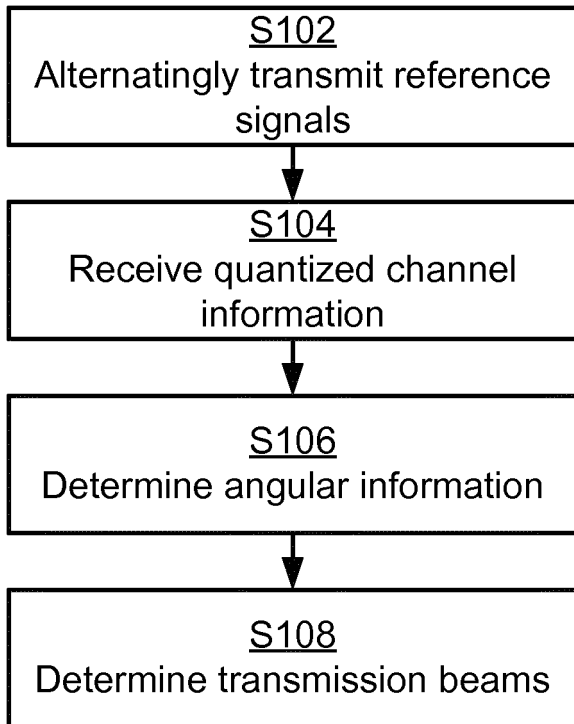 S102
Alternatingly transmit reference
signals
S104
Receive quantized channel
information
S106
Determine angular information
S108
Determine transmission beams